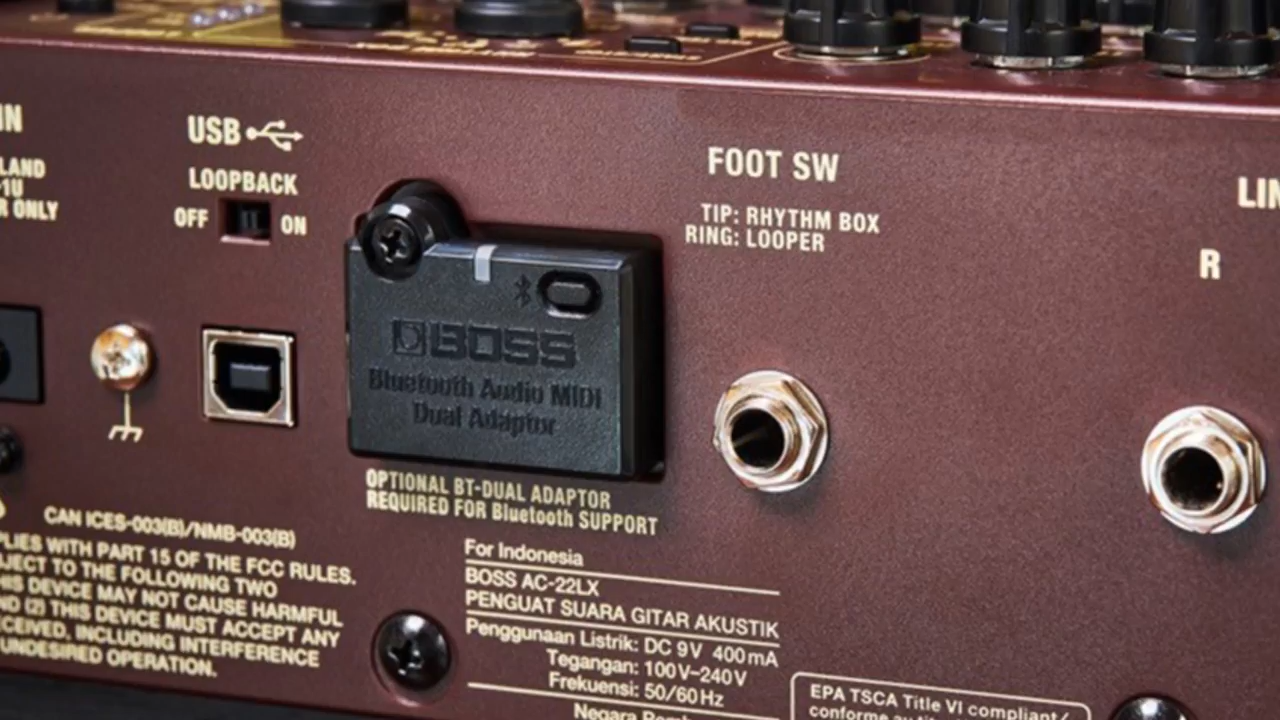 IN
LAND
-1U
R ONLY
USB
LOOPBACK
OFF ON
BOSS
Bluetooth Audio MIDI
Dual Adaptor
OPTIONAL BT-DUAL ADAPTOR
REQUIRED FOR Bluetooth SUPPORT
FOOT SW
TIP: RHYTHM BOX
RING: LOOPER
LIN
R
CAN ICES-003(B)/NMB-003(B)
PLIES WITH PART 15 OF THE FCC RULES.
JECT TO THE FOLLOWING TWO
HIS DEVICE MAY NOT CAUSE HARMFUL
ND (2) THIS DEVICE MUST ACCEPT ANY
CEIVED, INCLUDING INTERFERENCE
UNDESIRED OPERATION.
For Indonesia
BOSS AC-22LX
PENGUAT SUARA GITAR AKUSTIK
Penggunaan Listrik: DC 9V 400mA
Tegangan: 100V-240V
Frekuensi: 50/60Hz
Negara
EPA TSCA Title VI compliant/
conforme au